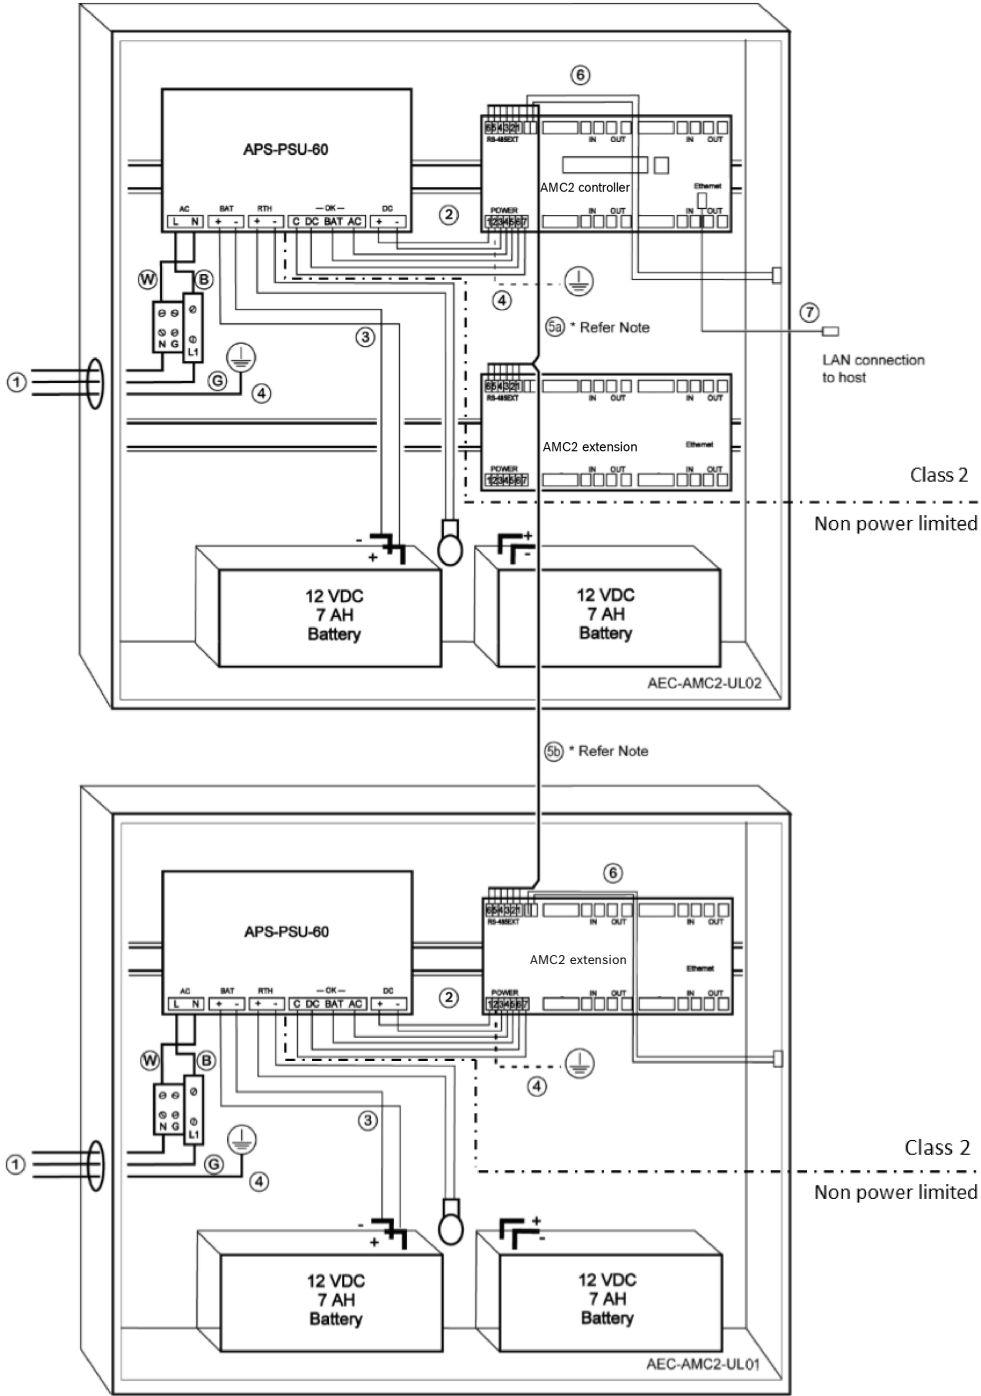 6
APS-PSU-60
654321
RS-485EXT
IN OUT
IN OUT
AMC2 controller
Ethernet
AC BAT RTH OK DC
L N + - + - C DC BAT AC + -
2
POWER
1234567
IN OUT
IN OUT
W B
4
7
5a * Refer Note
3
N G L1
LAN connection
to host
1
G
4
654321
RS-485EXT
IN OUT
IN OUT
AMC2 extension
Ethernet
POWER
1234567
IN OUT
IN OUT
Class 2
Non power limited
- +
+ -
12 VDC
7 AH
Battery
12 VDC
7 AH
Battery
AEC-AMC2-UL02
5b * Refer Note
6
APS-PSU-60
654321
RS-485EXT
IN OUT
IN OUT
AMC2 extension
Ethernet
AC BAT RTH OK DC
L N + - + - C DC BAT AC + -
2
POWER
1234567
IN OUT
IN OUT
W B
4
3
N G L1
1
G
4
Class 2
Non power limited
- +
+ -
12 VDC
7 AH
Battery
12 VDC
7 AH
Battery
AEC-AMC2-UL01